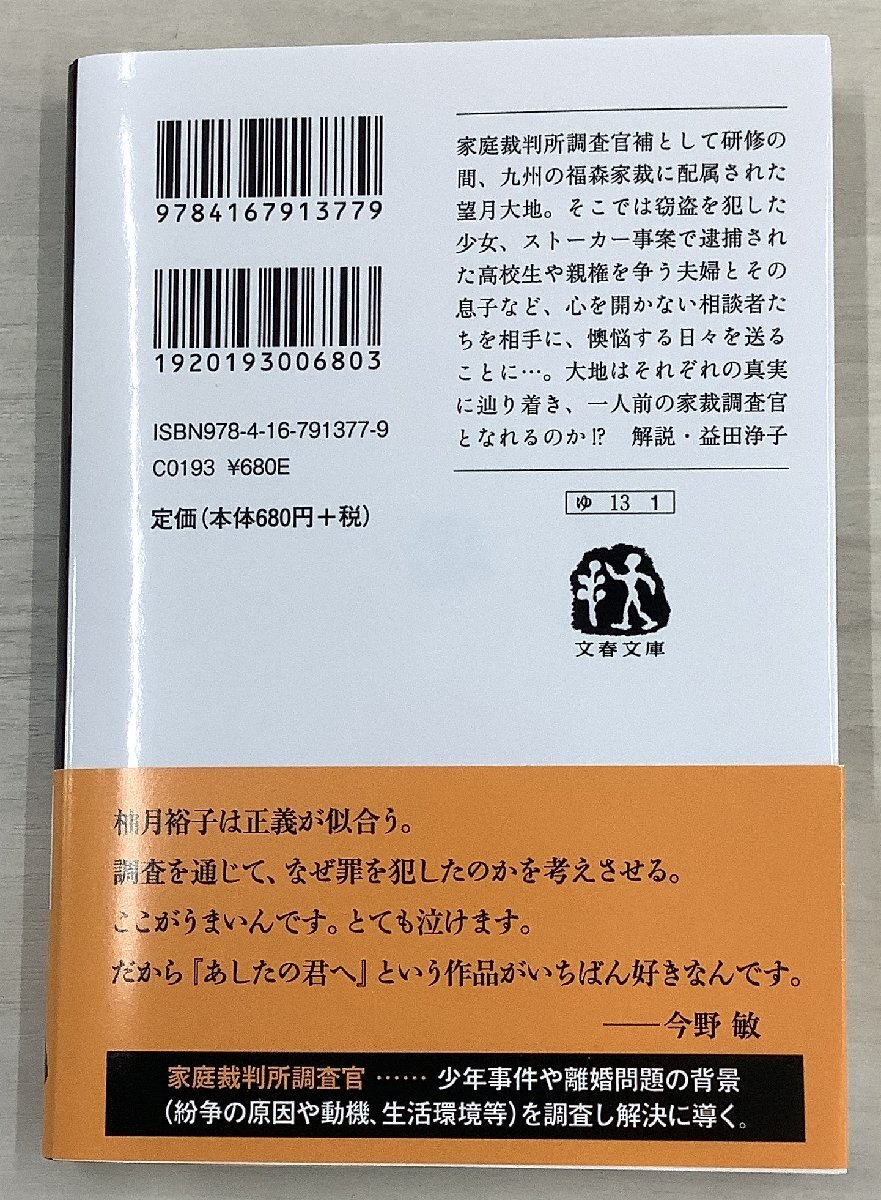 9784167913779
1920193006803
ISBN978-4-16-791377-9
C0193 ¥680E
定価(本体680円+税)
家庭裁判所調査官補として研修の
間、九州の福森家裁に配属された
望月大地。そこでは窃盗を犯した
少女、ストーカー事案で逮捕され
た高校生や親権を争う夫婦とその
息子など、心を開かない相談者た
ちを相手に、懊悩する日々を送る
ことに…。大地はそれぞれの真実
に辿り着き、一人前の家裁調査官
となれるのか!? 解説・益田浄子
ゆ 13 1
文春文庫
柚月裕子は正義が似合う。
調査を通じて、なぜ罪を犯したのかを考えさせる。
ここがうまいんです。とても泣けます。
だから『あしたの君へ』という作品がいちばん好きなんです。
——今野 敏
家庭裁判所調査官 …… 少年事件や離婚問題の背景
(紛争の原因や動機、生活環境等)を調査し解決に導く。